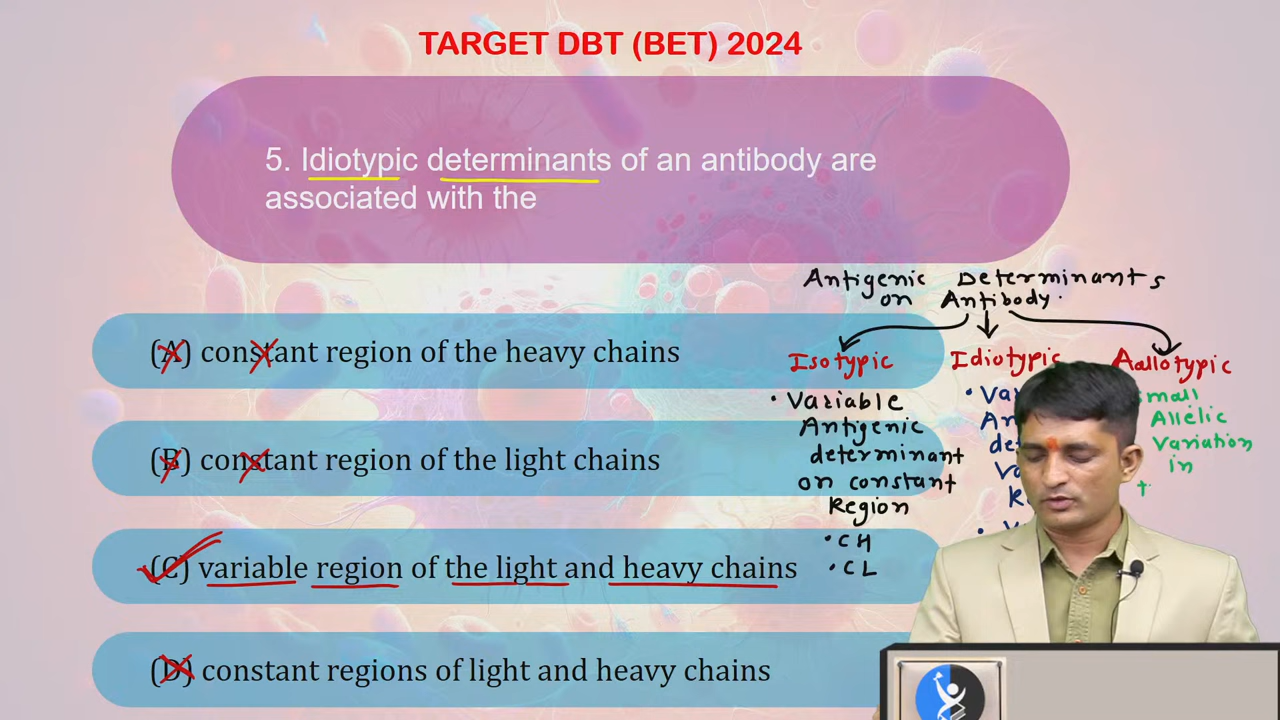 TARGET DBT (BET) 2024
5. Idiotypic determinants of an antibody are
associated with the
(A) constant region of the heavy chains
(B) constant region of the light chains
(C) variable region of the light and heavy chains
(D) constant regions of light and heavy chains
Antigenic Determinants
on Antibody.
Isotypic
• Variable
Antigenic
determinant
on constant
Region
• CH
• CL
Idiotypic
Aallotypic
Allelic
Variation
in